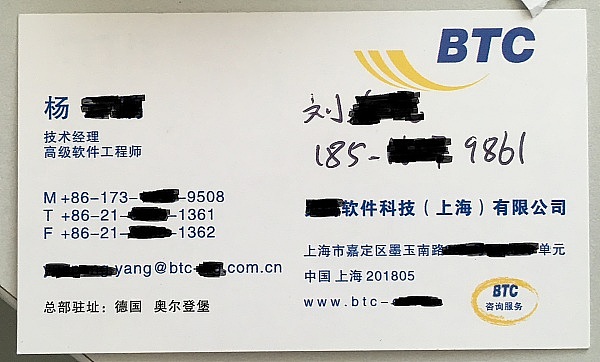 BTC
杨
技术经理
高级软件工程师
刘
185- 9861
M +86-173- -9508
T +86-21- -1361
F +86-21- -1362
yang@btc- .com.cn
总部驻址：德国 奥尔登堡
软件科技（上海）有限公司
上海市嘉定区墨玉南路 单元
中国 上海 201805
www.btc-
BTC
咨询服务